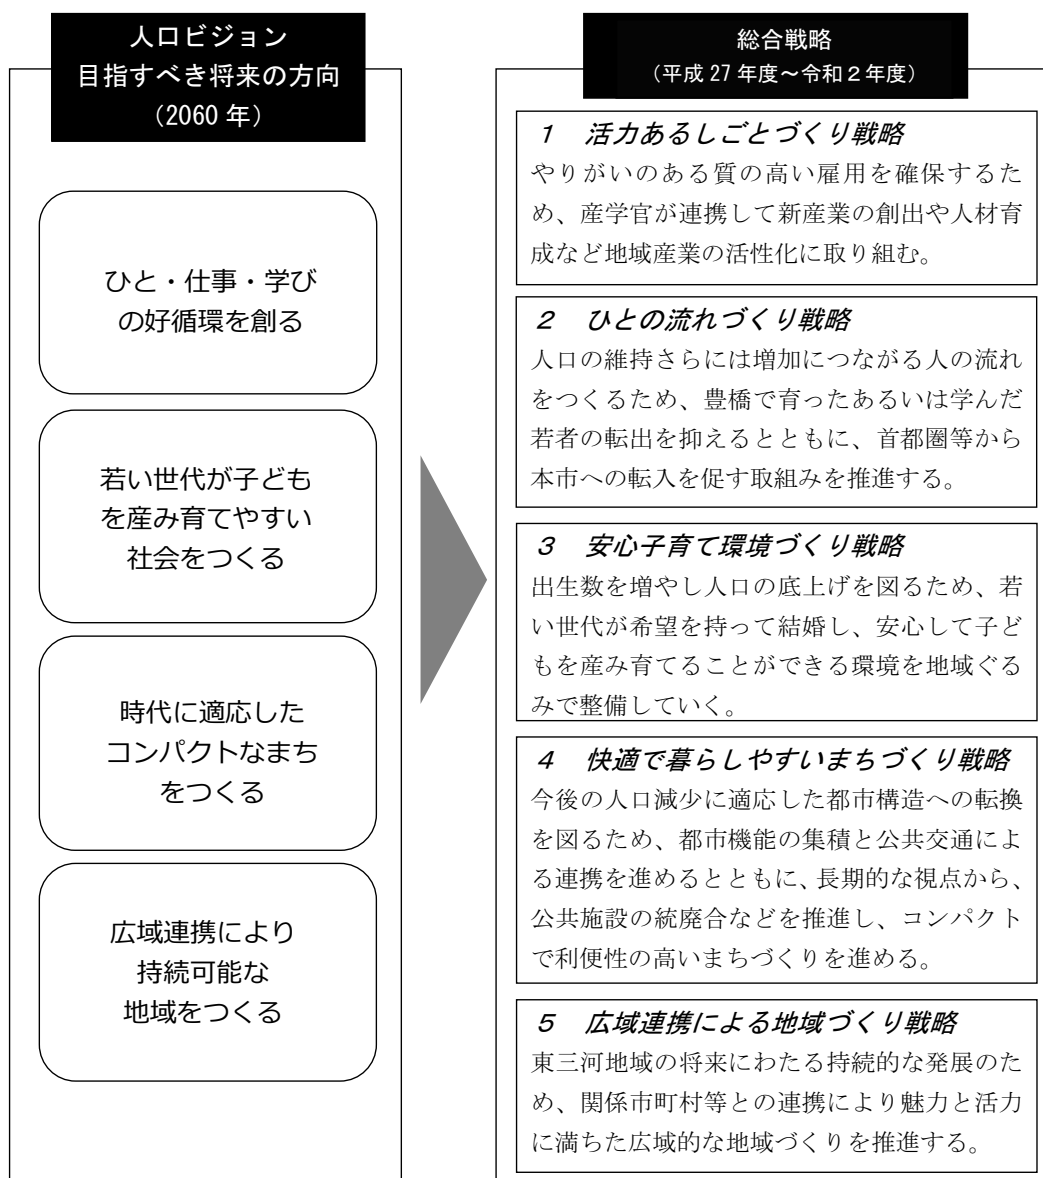 人口ビジョン
目指すべき将来の方向
（2060 年）
ひと・仕事・学び
の好循環を創る
若い世代が子ども
を産み育てやすい
社会をつくる
時代に適応した
コンパクトなまち
をつくる
広域連携により
持続可能な
地域をつくる
総合戦略
（平成 27 年度～令和２年度）
１　活力あるしごとづくり戦略
やりがいのある質の高い雇用を確保するた
め、産学官が連携して新産業の創出や人材育
成など地域産業の活性化に取り組む。
２　ひとの流れづくり戦略
人口の維持さらには増加につながる人の流れ
をつくるため、豊橋で育ったあるいは学んだ
若者の転出を抑えるとともに、首都圏等から
本市への転入を促す取組みを推進する。
３　安心子育て環境づくり戦略
出生数を増やし人口の底上げを図るため、若
い世代が希望を持って結婚し、安心して子ど
もを産み育てることができる環境を地域ぐる
みで整備していく。
４　快適で暮らしやすいまちづくり戦略
今後の人口減少に適応した都市構造への転換
を図るため、都市機能の集積と公共交通によ
る連携を進めるとともに、長期的な視点から、
公共施設の統廃合などを推進し、コンパクト
で利便性の高いまちづくりを進める。
５　広域連携による地域づくり戦略
東三河地域の将来にわたる持続的な発展のた
め、関係市町村等との連携により魅力と活力
に満ちた広域的な地域づくりを推進する。